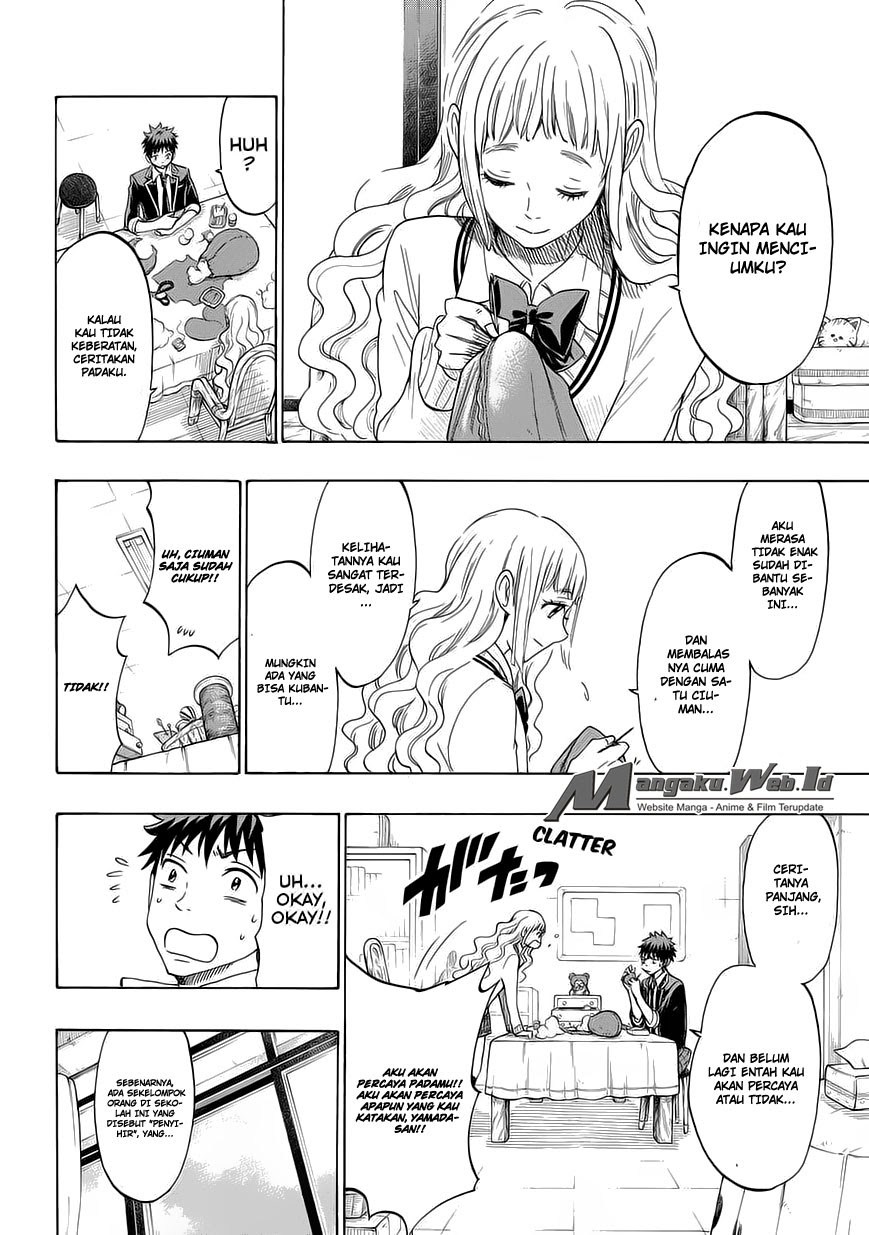 KENAPA KAU
INGIN MENCI-
UMKU?
HUH
?
KALAU
KAU TIDAK
KEBERATAN,
CERITAKAN
PADAKU.
AKU
MERASA
TIDAK ENAK
SUDAH DI-
BANTU SE-
BANYAK
INI...
DAN
MEMBALAS
NYA CUMA
DENGAN SA-
TU CIU-
MAN...
KELIHA-
TANNYA KAU
SANGAT TER-
DESAK, JADI
...
MUNGKIN
ADA YANG
BISA KUBAN-
TU...
UH, CIUMAN
SAJA SUDAH
CUKUP!!
TIDAK!!
Mangaku.Web.Id
Website Manga - Anime & Film Terupdate
CERI-
TANYA
PANJANG,
SIH...
DAN BELUM
LAGI ENTAH KAU
AKAN PERCAYA
ATAU TIDAK...
CLATTER
ガタッ
AKU AKAN
PERCAYA PADAMU!!
AKU AKAN PERCAYA
APAPUN YANG KAU
KATAKAN, YAMADA-
SAN!!
UH...
OKAY,
OKAY!!
SEBENARNYA,
ADA SEKELOMPOK
ORANG DI SEKO-
LAH INI YANG
DISEBUT "PENYI-
HIR", YANG...